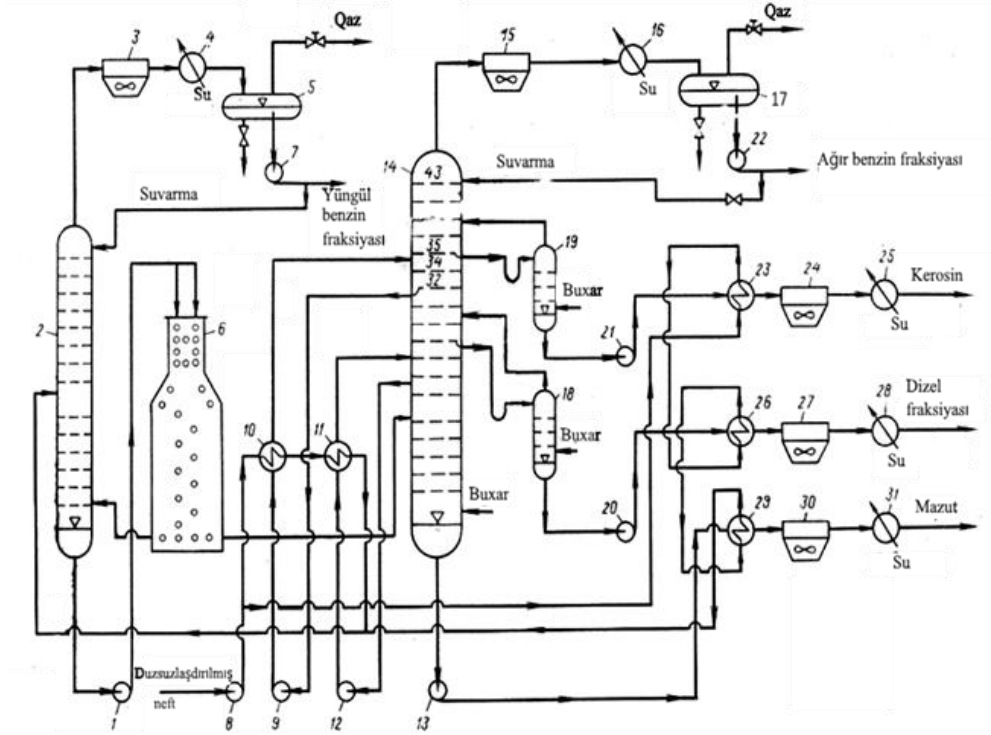 Qaz
3
4
Su
5
7
Suvarma
Yüngül
benzin
fraksiyası
2
6
10
11
1
Duzsuzlaşdırılmış
neft
8
9
12
13
Qaz
15
16
Su
17
22
Ağır benzin fraksiyası
14
43
Suvarma
35
34
32
19
Buxar
21
18
Buxar
20
Buxar
23
24
25
Kerosin
Su
26
27
28
Dizel
fraksiyası
Su
29
30
31
Mazut
Su